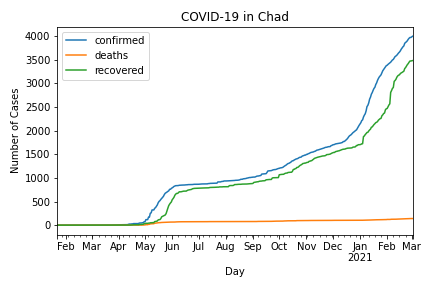 COVID-19 in Chad
confirmed
deaths
recovered
Number of Cases
4000
3500
3000
2500
2000
1500
1000
500
0
Feb Mar Apr May Jun Jul Aug Sep Oct Nov Dec Jan Feb Mar
2021
Day